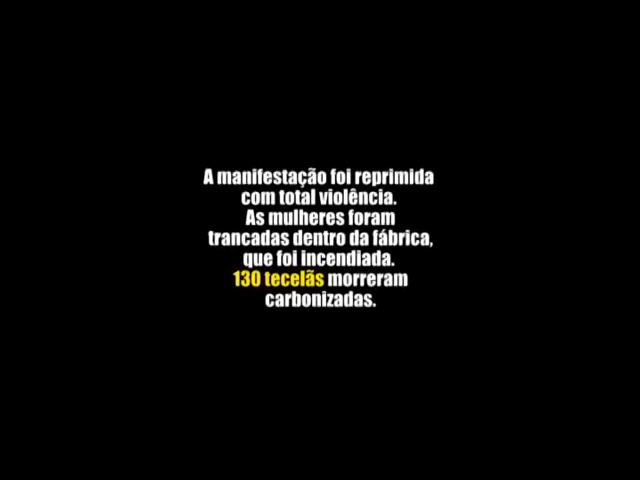 A manifestação foi reprimida
com total violência.
As mulheres foram
trancadas dentro da fábrica,
que foi incendiada.
130 tecelãs morreram
carbonizadas.